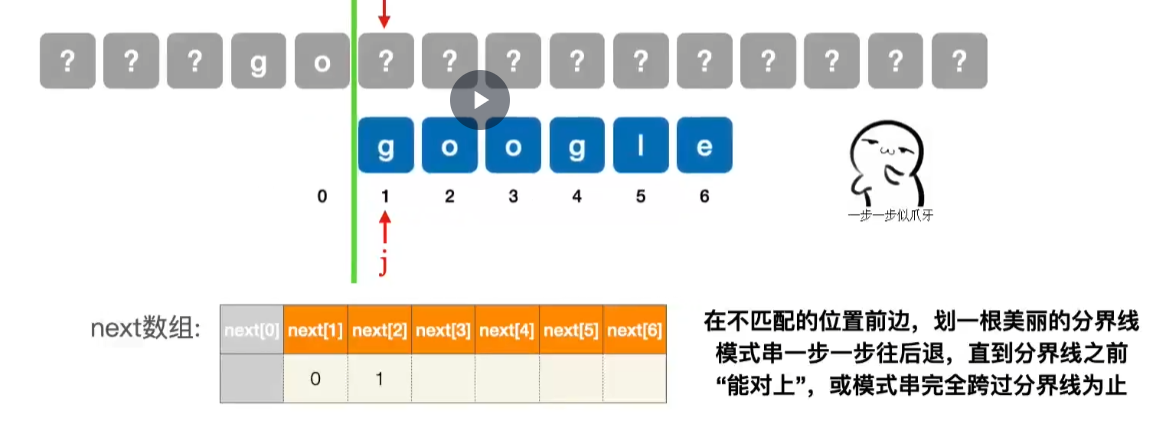 ? ? ? g o ? ? ? ? ? ? ? ? ? ?
g o o g l e
0 1 2 3 4 5 6
一步一步似爪牙
j
next数组:
next[0] next[1] next[2] next[3] next[4] next[5] next[6]
0 1
在不匹配的位置前边，划一根美丽的分界线
模式串一步一步往后退，直到分界线之前
“能对上”，或模式串完全跨过分界线为止